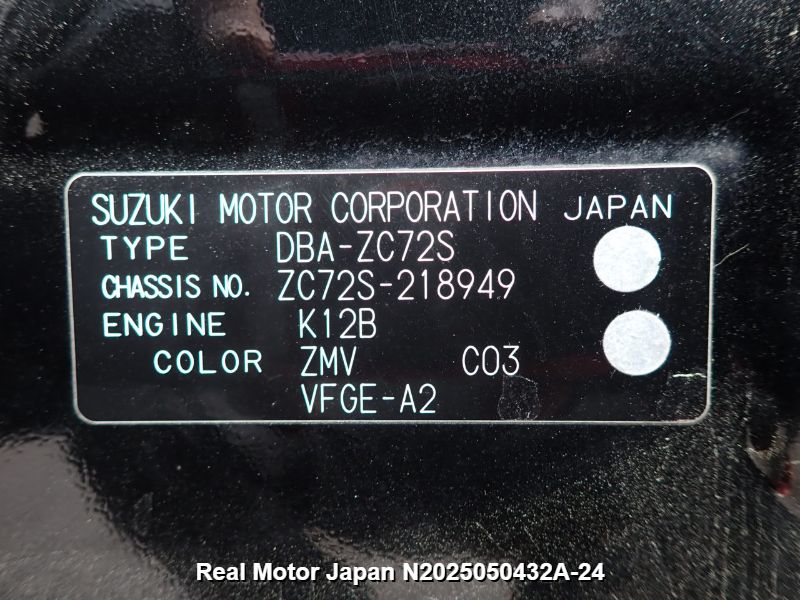 SUZUKI MOTOR CORPORATION JAPAN
TYPE DBA-ZC72S
CHASSIS NO. ZC72S-218949
ENGINE K12B
COLOR ZMV C03
VFGE-A2
Real Motor Japan N2025050432A-24